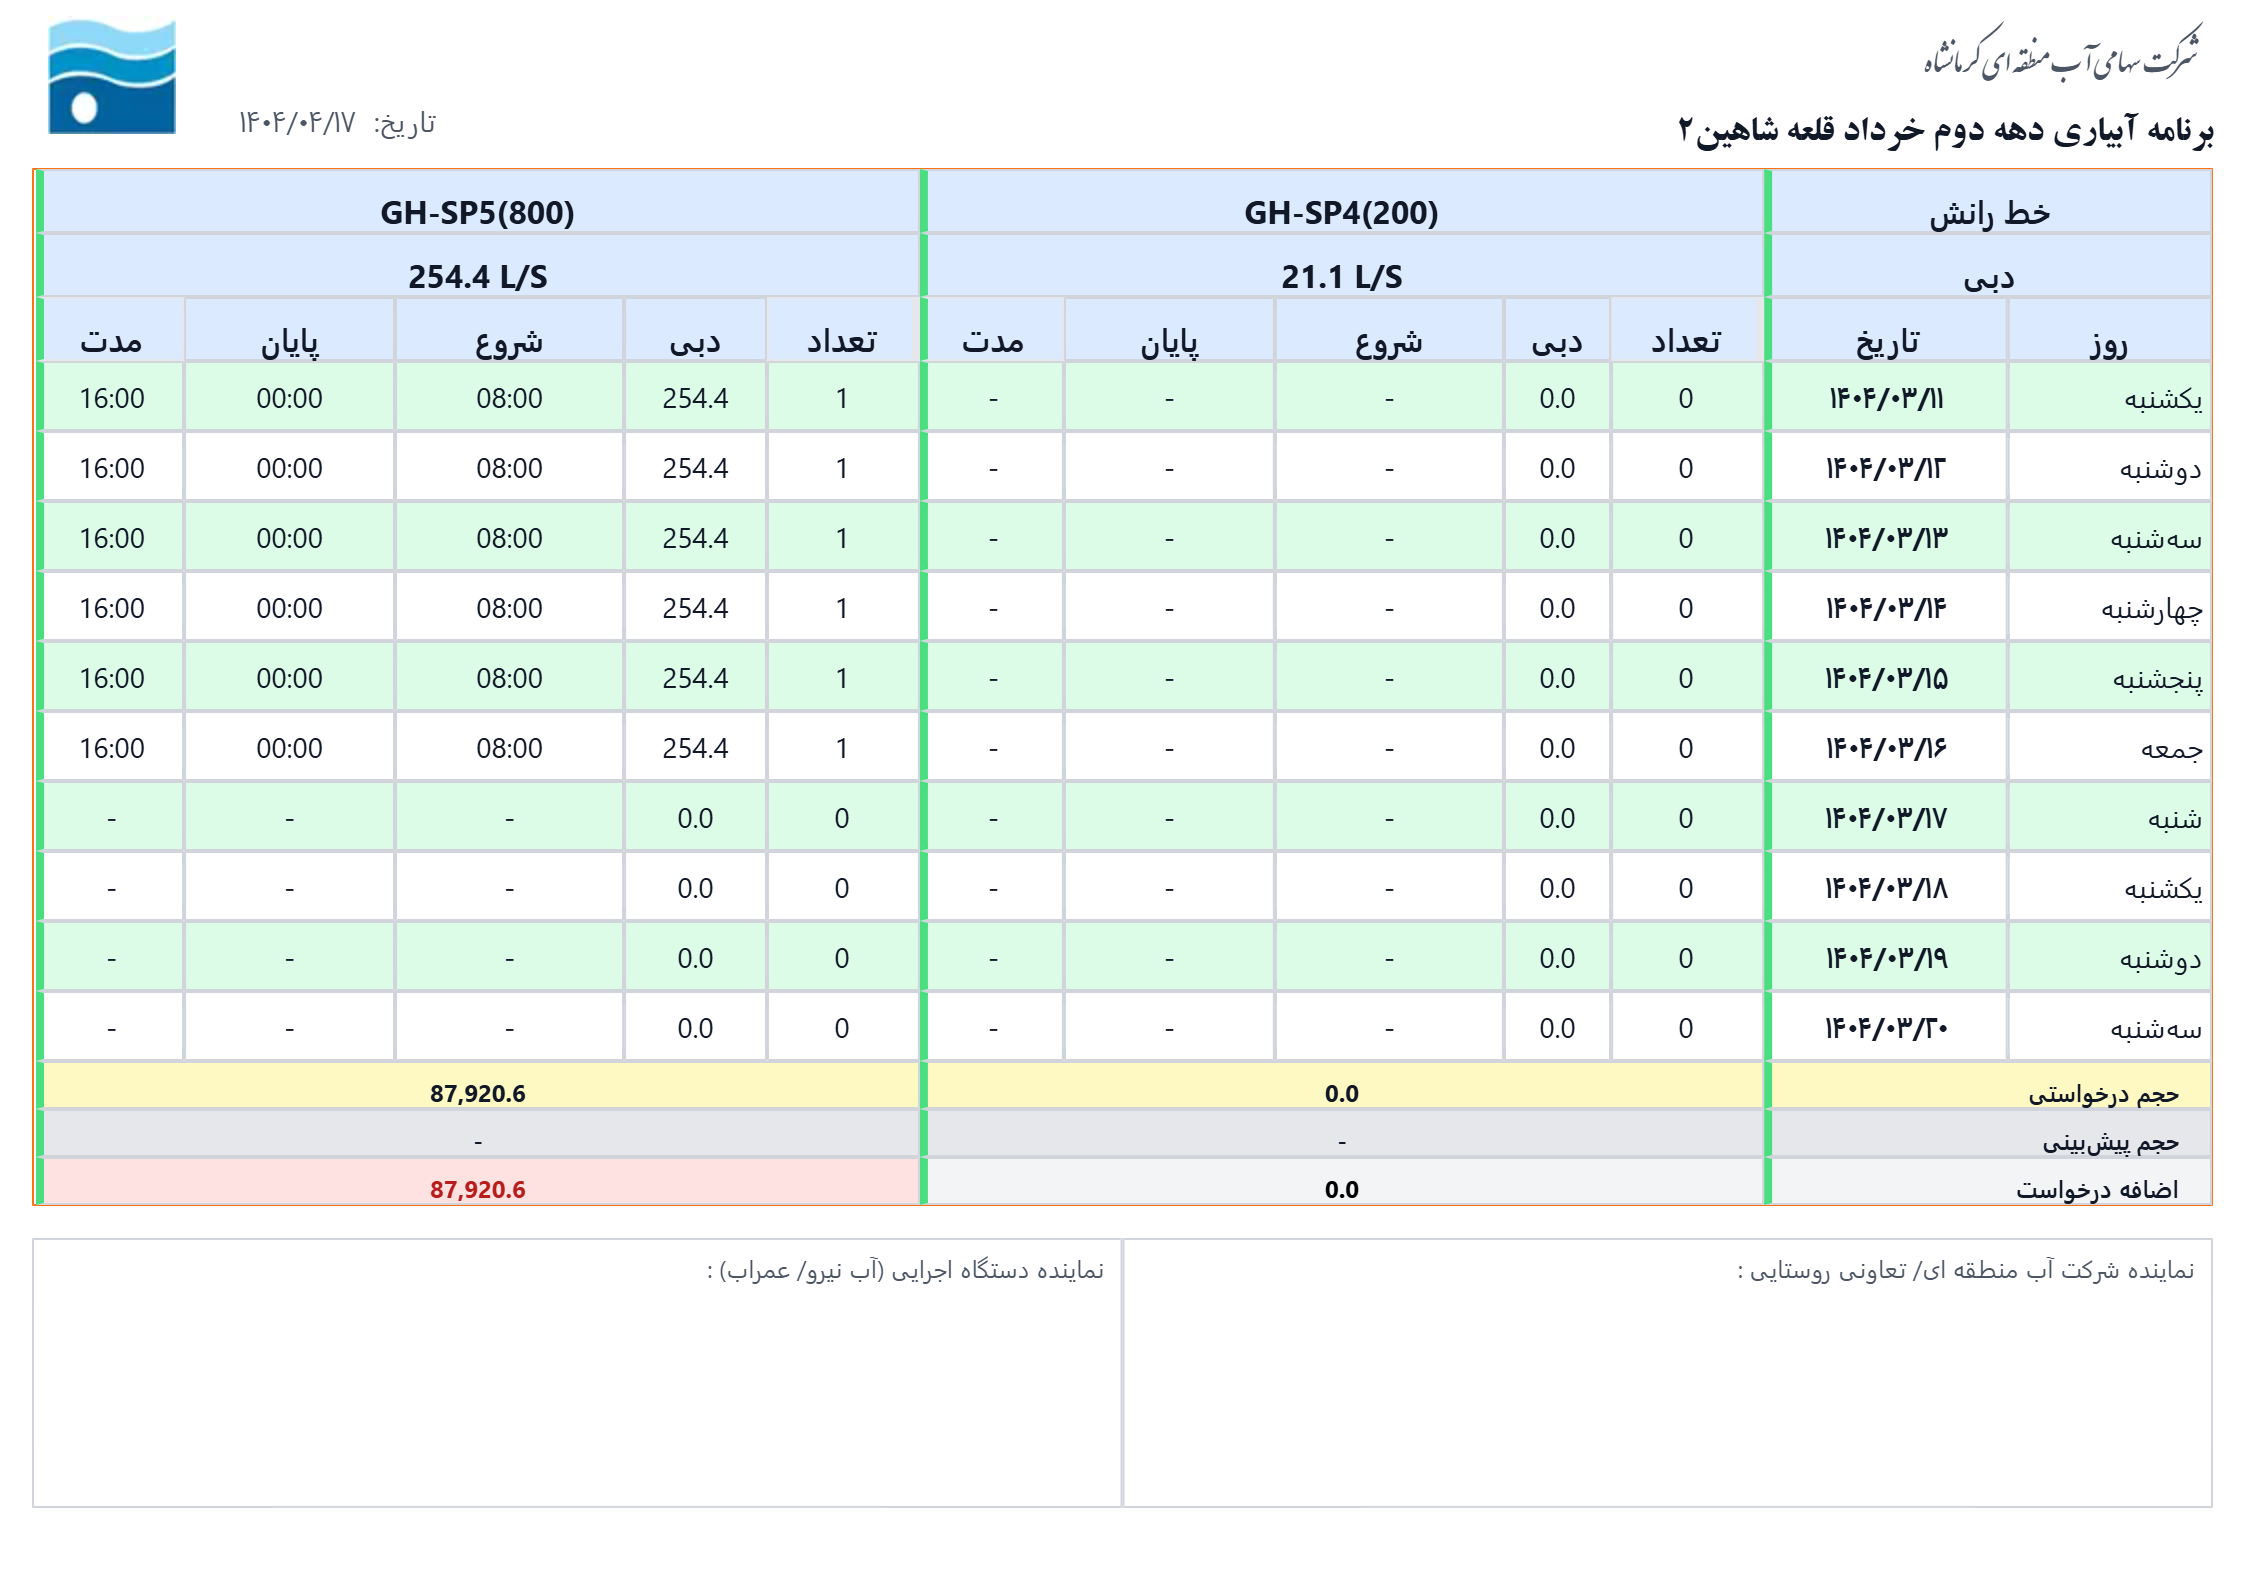 شرکت سهامی آب منطقه ای کرمانشاه
برنامه آبیاری دهه دوم خرداد قلعه شاهین ۲
تاریخ: ۱۴۰۴/۰۴/۱۷
خط رانش GH-SP4(200) GH-SP5(800)
دبی 21.1 L/S 254.4 L/S
روز تاریخ تعداد دبی شروع پایان مدت تعداد دبی شروع پایان مدت
یکشنبه ۱۴۰۴/۰۳/۱۱ 0 0.0 - - - 1 254.4 08:00 00:00 16:00
دوشنبه ۱۴۰۴/۰۳/۱۲ 0 0.0 - - - 1 254.4 08:00 00:00 16:00
سه‌شنبه ۱۴۰۴/۰۳/۱۳ 0 0.0 - - - 1 254.4 08:00 00:00 16:00
چهارشنبه ۱۴۰۴/۰۳/۱۴ 0 0.0 - - - 1 254.4 08:00 00:00 16:00
پنجشنبه ۱۴۰۴/۰۳/۱۵ 0 0.0 - - - 1 254.4 08:00 00:00 16:00
جمعه ۱۴۰۴/۰۳/۱۶ 0 0.0 - - - 1 254.4 08:00 00:00 16:00
شنبه ۱۴۰۴/۰۳/۱۷ 0 0.0 - - - 0 0.0 - - -
یکشنبه ۱۴۰۴/۰۳/۱۸ 0 0.0 - - - 0 0.0 - - -
دوشنبه ۱۴۰۴/۰۳/۱۹ 0 0.0 - - - 0 0.0 - - -
سه‌شنبه ۱۴۰۴/۰۳/۲۰ 0 0.0 - - - 0 0.0 - - -
حجم درخواستی 0.0 87,920.6
حجم پیش‌بینی - -
اضافه درخواست 0.0 87,920.6
نماینده شرکت آب منطقه ای/ تعاونی روستایی :
نماینده دستگاه اجرایی (آب نیرو/ عمراب) :